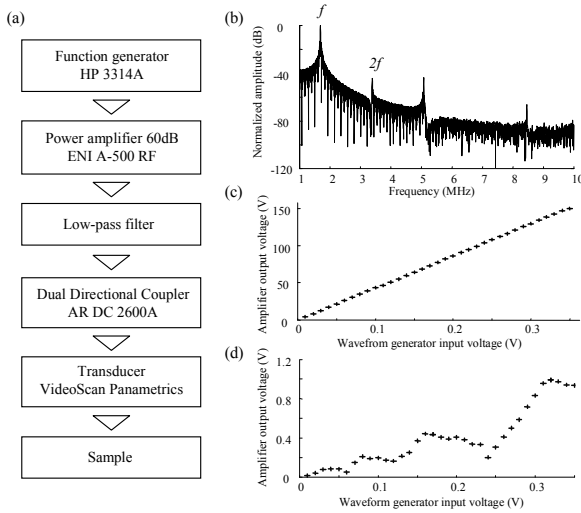 (a)
Function generator
HP 3314A
Power amplifier 60dB
ENI A-500 RF
Low-pass filter
Dual Directional Coupler
AR DC 2600A
Transducer
VideoScan Panametrics
Sample
(b)
f
2f
Normalized amplitude (dB)
0
-40
-80
-120
1
2
3
4
5
6
7
8
9
10
Frequency (MHz)
(c)
Amplifier output voltage (V)
150
50
0
0
0.1
0.2
0.3
Wavefrom generator input voltage (V)
(d)
Amplifier output voltage (V)
1.2
0.8
0.4
0
0
0.1
0.2
0.3
Waveform generator input voltage (V)